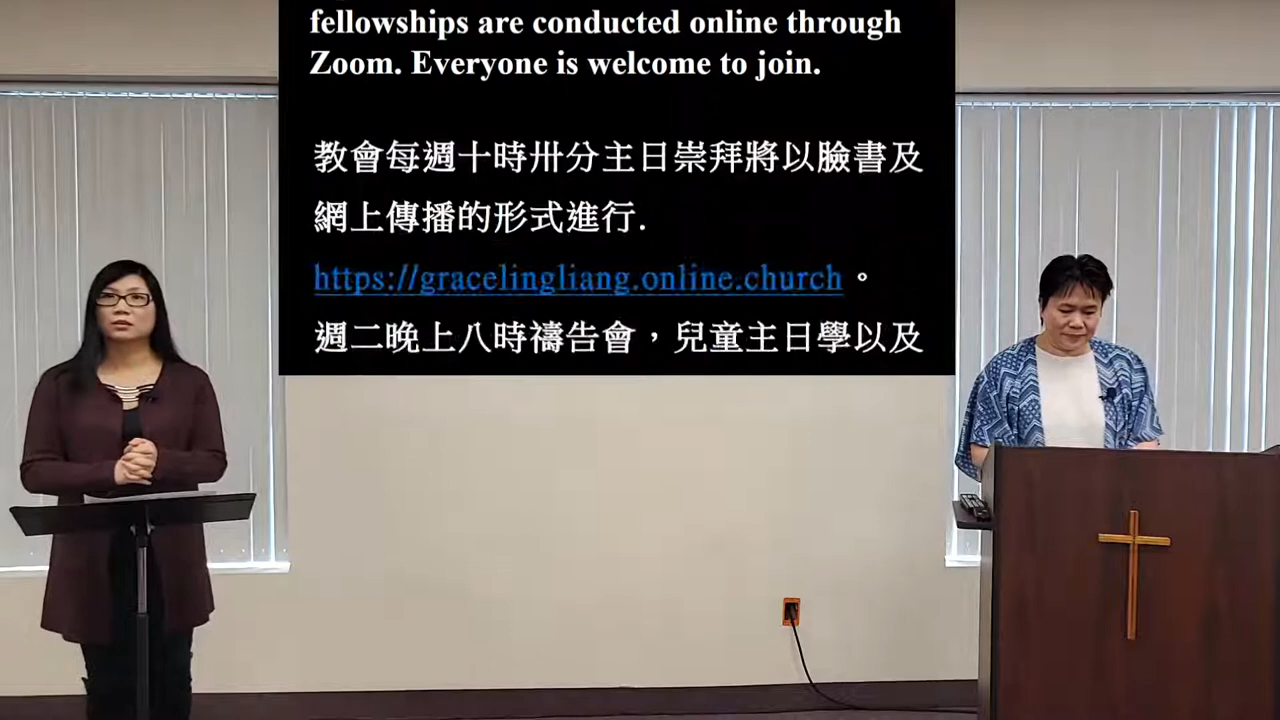 fellowships are conducted online through
Zoom. Everyone is welcome to join.
教會每週十時卅分主日崇拜將以臉書及
網上傳播的形式進行.
https://gracelingliang.online.church 。
週二晚上八時禱告會，兒童主日學以及